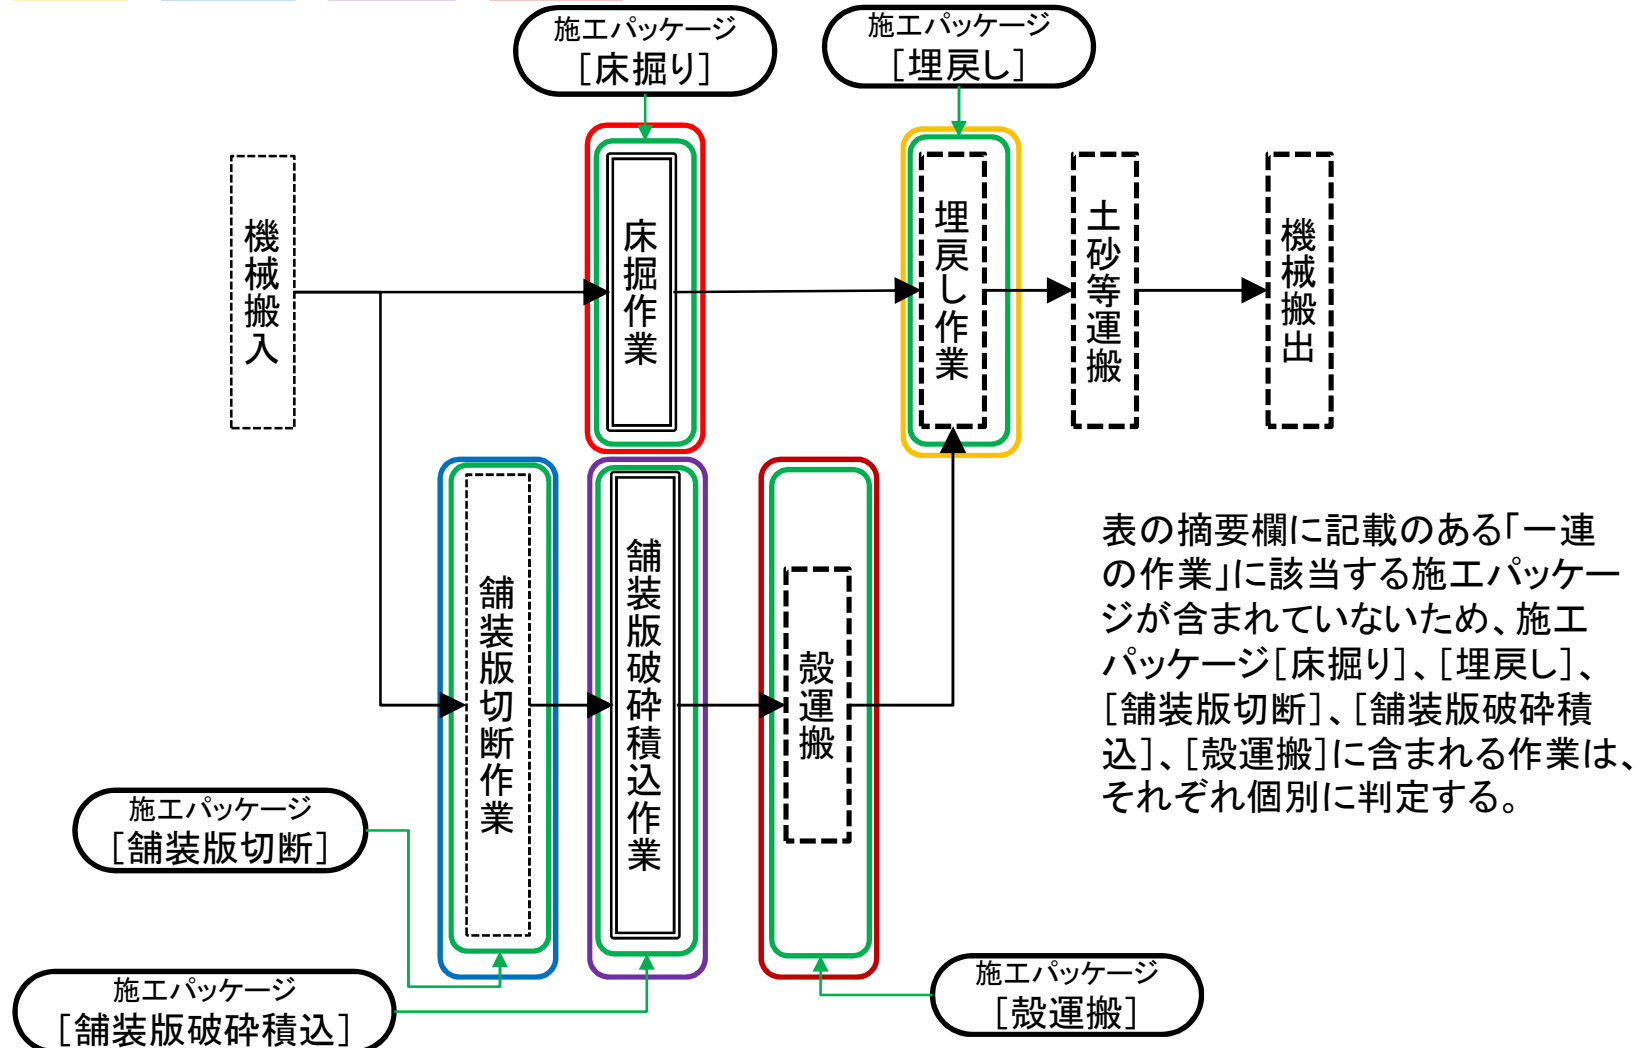 施工パッケージ
[床掘り]
施工パッケージ
[埋戻し]
機械搬入
床掘作業
埋戻し作業
土砂等運搬
機械搬出
舗装版切断作業
舗装版破砕積込作業
殻運搬
表の摘要欄に記載のある「一連
の作業」に該当する施工パッケー
ジが含まれていないため、施工
パッケージ[床掘り]、[埋戻し]、
[舗装版切断]、[舗装版破砕積
込]、[殻運搬]に含まれる作業は、
それぞれ個別に判定する。
施工パッケージ
[舗装版切断]
施工パッケージ
[舗装版破砕積込]
施工パッケージ
[殻運搬]